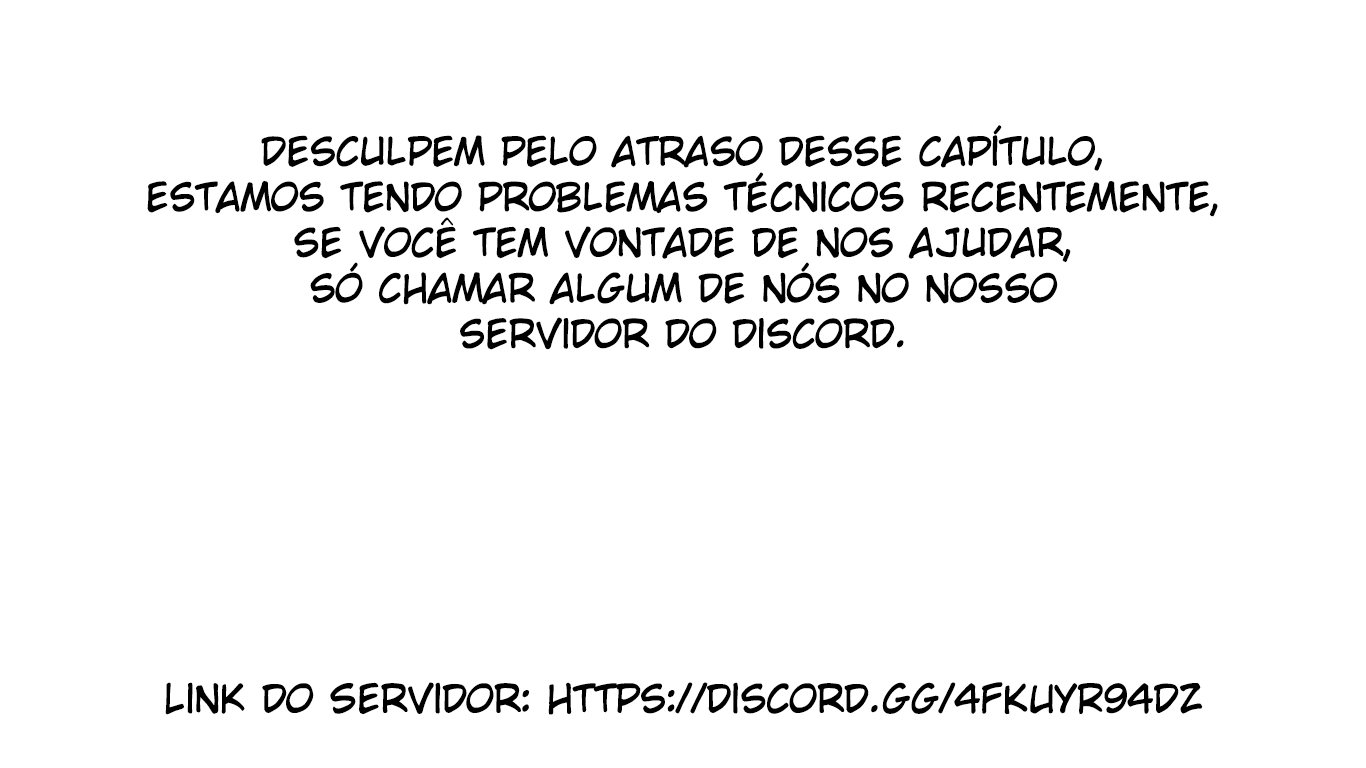 DESCULPEM PELO ATRASO DESSE CAPÍTULO,
ESTAMOS TENDO PROBLEMAS TÉCNICOS RECENTEMENTE,
SE VOCÊ TEM VONTADE DE NOS AJUDAR,
SÓ CHAMAR ALGUM DE NÓS NO NOSSO
SERVIDOR DO DISCORD.
LINK DO SERVIDOR: HTTPS://DISCORD.GG/4FKUYR94DZ